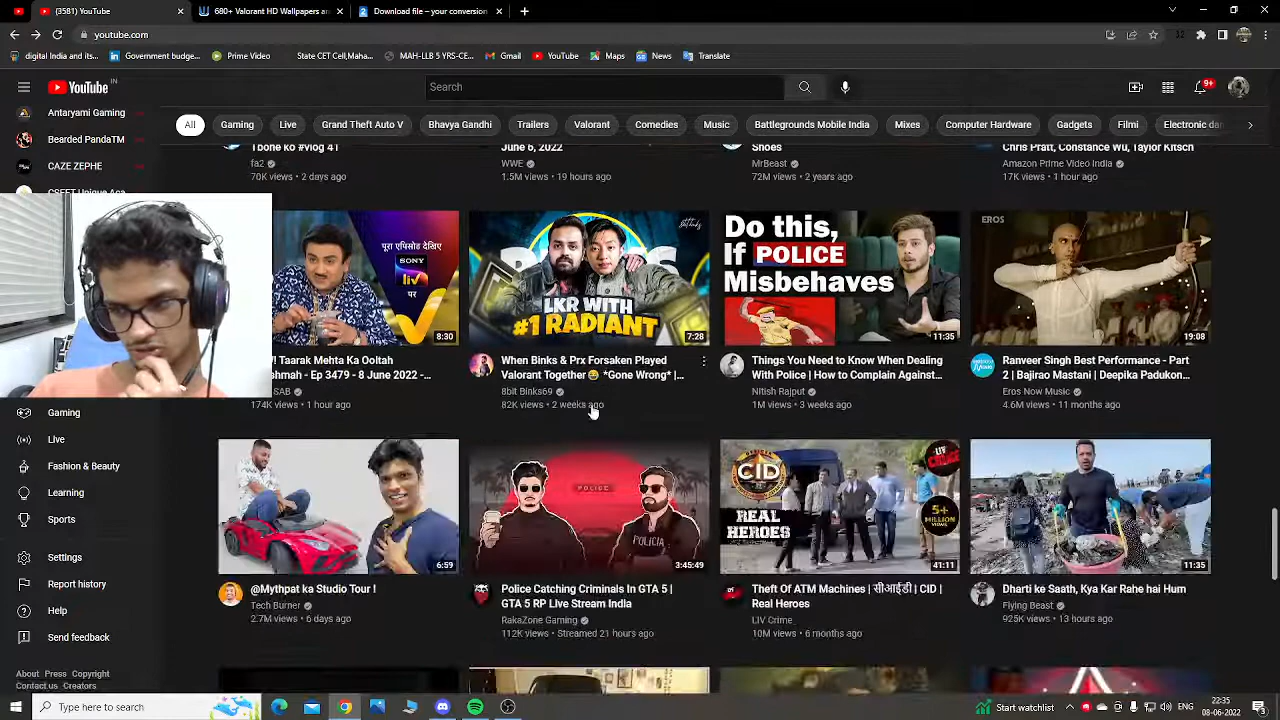 (3581) YouTube
680+ Valorant HD Wallpapers and
Download file – your conversion
youtube.com
digital India and its...
Government budge...
Prime Video
State CET Cell,Maha...
MAH-LLB 5 YRS-CE...
Gmail
YouTube
Maps
News
Translate
YouTube IN
Search
9+
Antaryami Gaming
Bearded PandaTM
CAZE ZEPHE
All
Gaming
Live
Grand Theft Auto V
Bhavya Gandhi
Trailers
Valorant
Comedies
Music
Battlegrounds Mobile India
Mixes
Computer Hardware
Gadgets
Filmi
Electronic da
Tbone ko #Vlog 41
fa2
70K views • 2 days ago
June 6, 2022
WWE
1.5M views • 19 hours ago
Shoes
MrBeast
72M views • 2 years ago
Chris Pratt, Constance Wu, Taylor Kitsch
Amazon Prime Video India
17K views • 1 hour ago
पूरा एपिसोड देखिए
SONY
liv
पर
8:30
LKR WITH
#1 RADIANT
7:28
Do this,
If POLICE
Misbehaves
11:35
EROS
19:08
! Taarak Mehta Ka Ooltah
shmah - Ep 3479 - 8 June 2022 -...
SAB
174K views • 1 hour ago
When Binks & Prx Forsaken Played
Valorant Together 😂 *Gone Wrong* |...
8bit Binks69
82K views • 2 weeks ago
Things You Need to Know When Dealing
With Police | How to Complain Against...
Nitish Rajput
1M views • 3 weeks ago
Ranveer Singh Best Performance - Part
2 | Bajirao Mastani | Deepika Padukon...
Eros Now Music
4.6M views • 11 months ago
Gaming
Live
Fashion & Beauty
Learning
Sports
Settings
Report history
Help
Send feedback
About Press Copyright
Contact us Creators
6:59
POLICE
POLICIA
3:45:49
CID
REAL
HEROES
LIV
CRIME
5+
MILLION
VIEWS
41:11
11:35
@Mythpat ka Studio Tour !
Tech Burner
2.7M views • 6 days ago
Police Catching Criminals In GTA 5 |
GTA 5 RP Live Stream India
RakaZone Gaming
112K views • Streamed 21 hours ago
Theft Of ATM Machines | सीआईडी | CID |
Real Heroes
LIV Crime
10M views • 6 months ago
Dharti ke Saath, Kya Kar Rahe hai Hum
Flying Beast
925K views • 13 hours ago
Type here to search
Start watchlist
22:35
08-06-2022